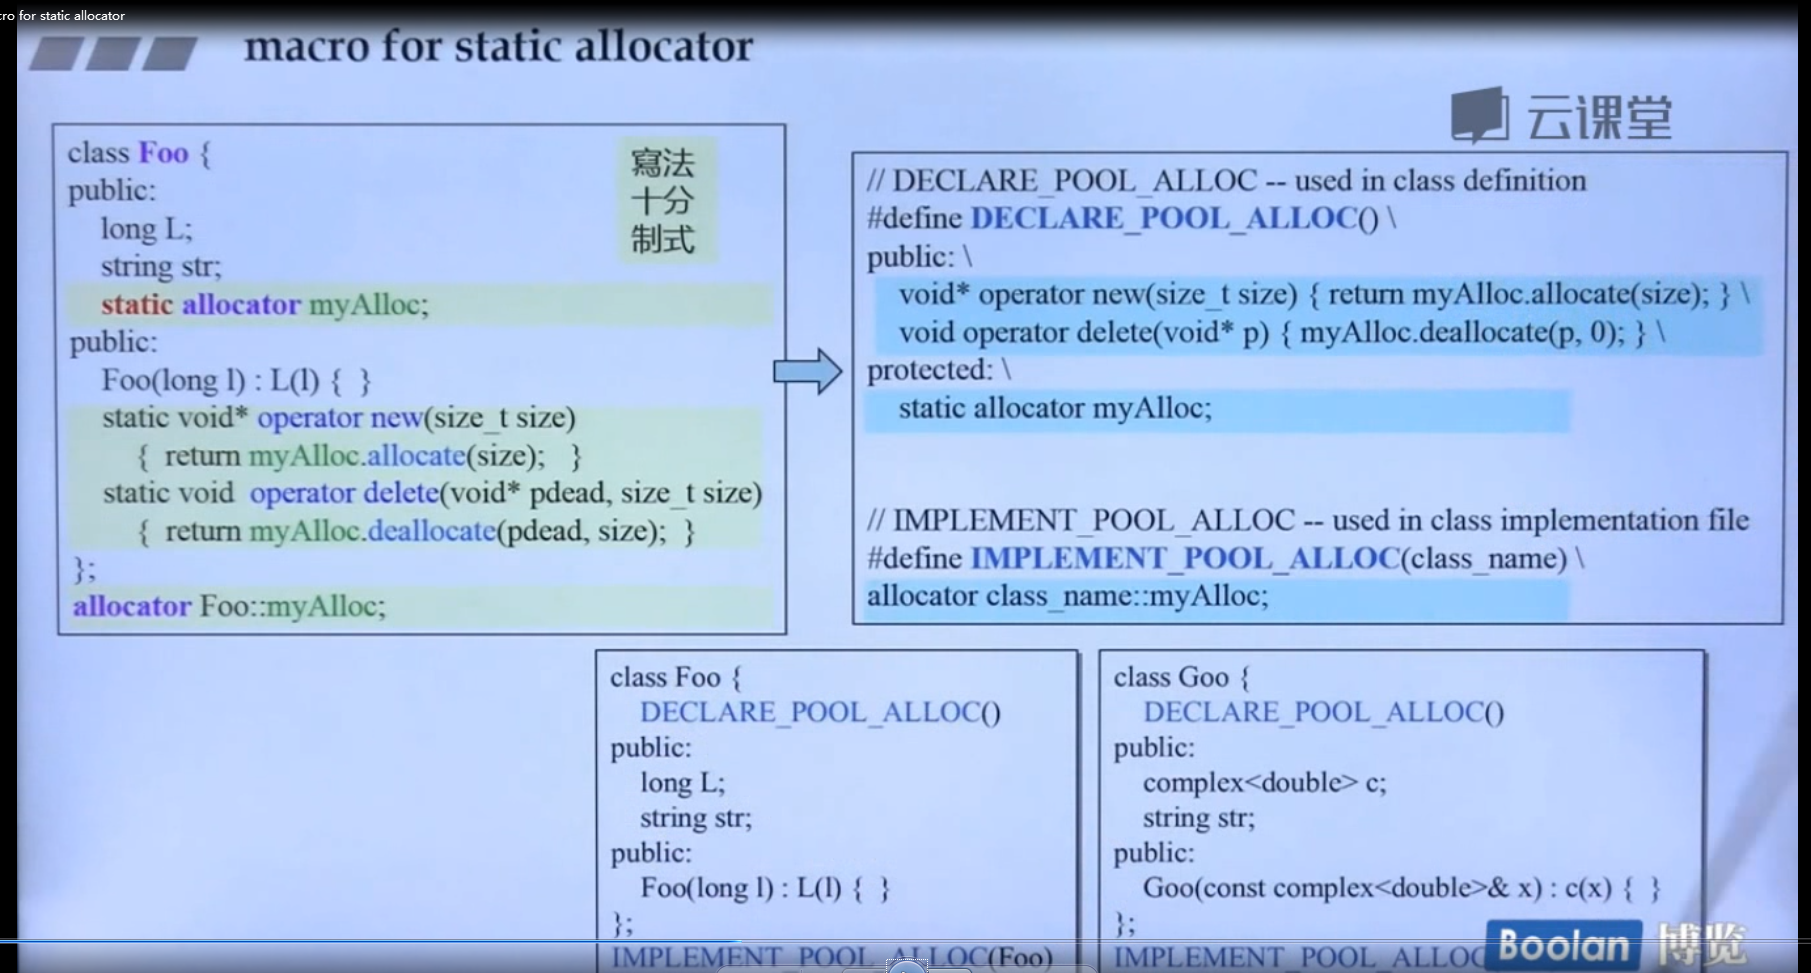 cro for static allocator
macro for static allocator
云课堂
class Foo {
public:
long L;
string str;
static allocator myAlloc;
public:
Foo(long l) : L(l) { }
static void* operator new(size_t size)
{ return myAlloc.allocate(size); }
static void operator delete(void* pdead, size_t size)
{ return myAlloc.deallocate(pdead, size); }
};
allocator Foo::myAlloc;
寫法
十分
制式
// DECLARE_POOL_ALLOC -- used in class definition
#define DECLARE_POOL_ALLOC() \
public: \
void* operator new(size_t size) { return myAlloc.allocate(size); } \
void operator delete(void* p) { myAlloc.deallocate(p, 0); } \
protected: \
static allocator myAlloc;
// IMPLEMENT_POOL_ALLOC -- used in class implementation file
#define IMPLEMENT_POOL_ALLOC(class_name) \
allocator class_name::myAlloc;
class Foo {
DECLARE_POOL_ALLOC()
public:
long L;
string str;
public:
Foo(long l) : L(l) { }
};
IMPLEMENT_POOL_ALLOC(Foo)
class Goo {
DECLARE_POOL_ALLOC()
public:
complex<double> c;
string str;
public:
Goo(const complex<double>& x) : c(x) { }
};
IMPLEMENT_POOL_ALLOC
Boolan 博览